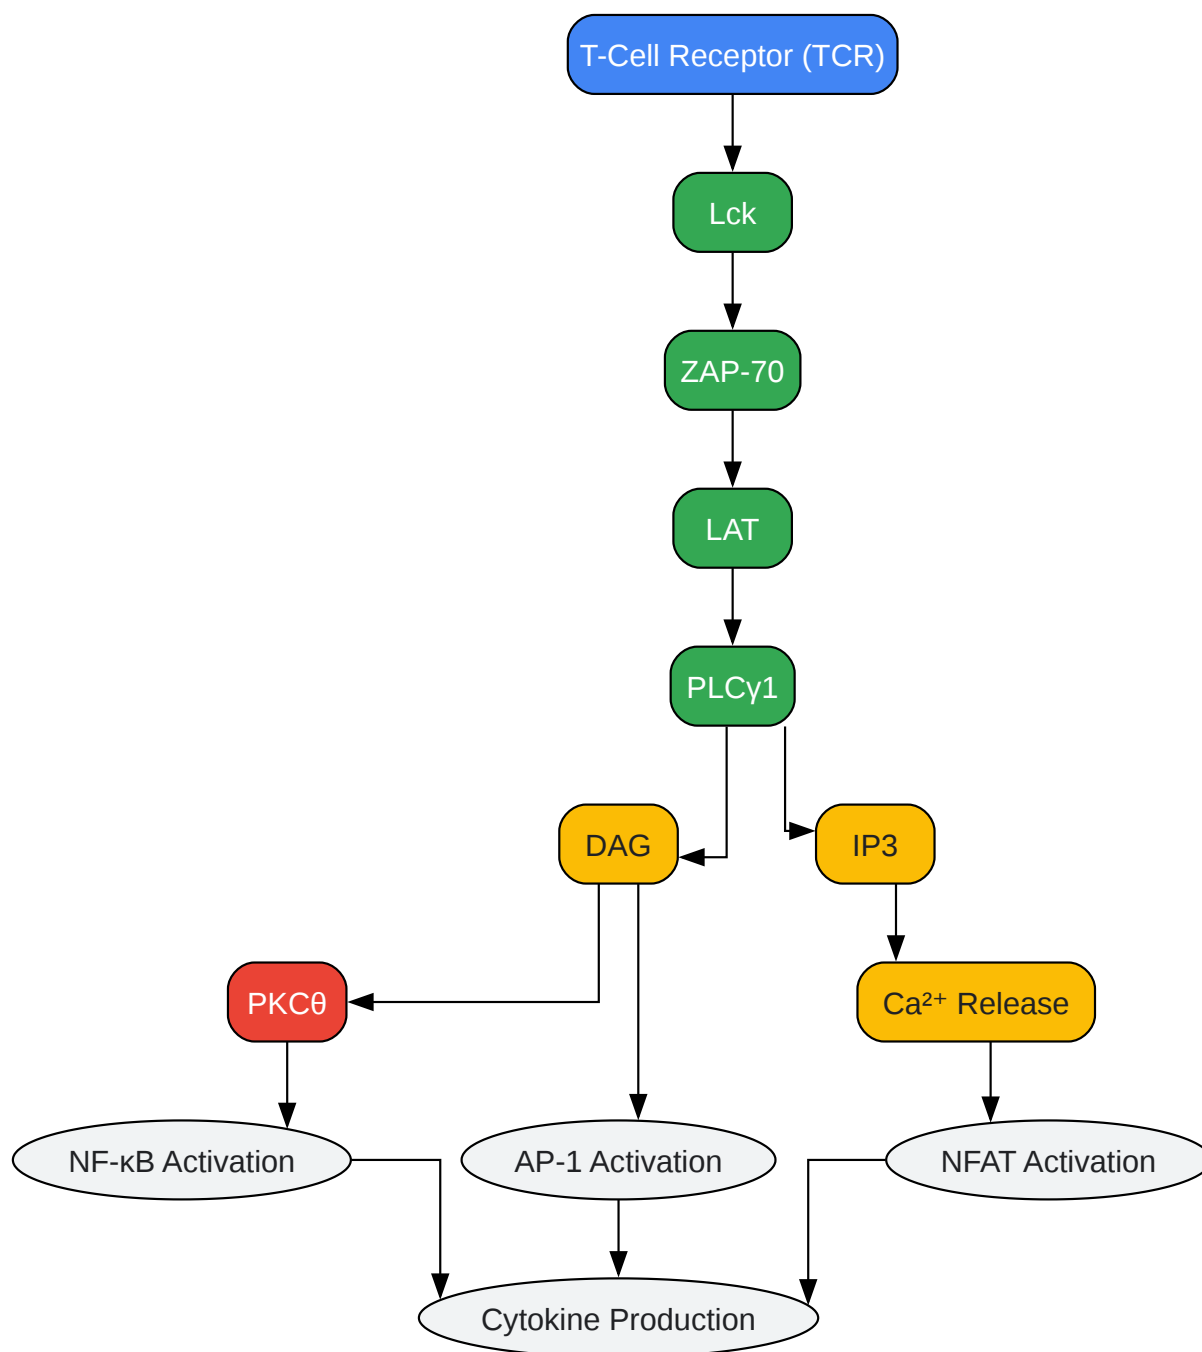 T-Cell Receptor (TCR)
Lck
ZAP-70
LAT
PLCγ1
DAG
IP3
PKCθ
Ca²⁺ Release
NF-κB Activation
AP-1 Activation
NFAT Activation
Cytokine Production